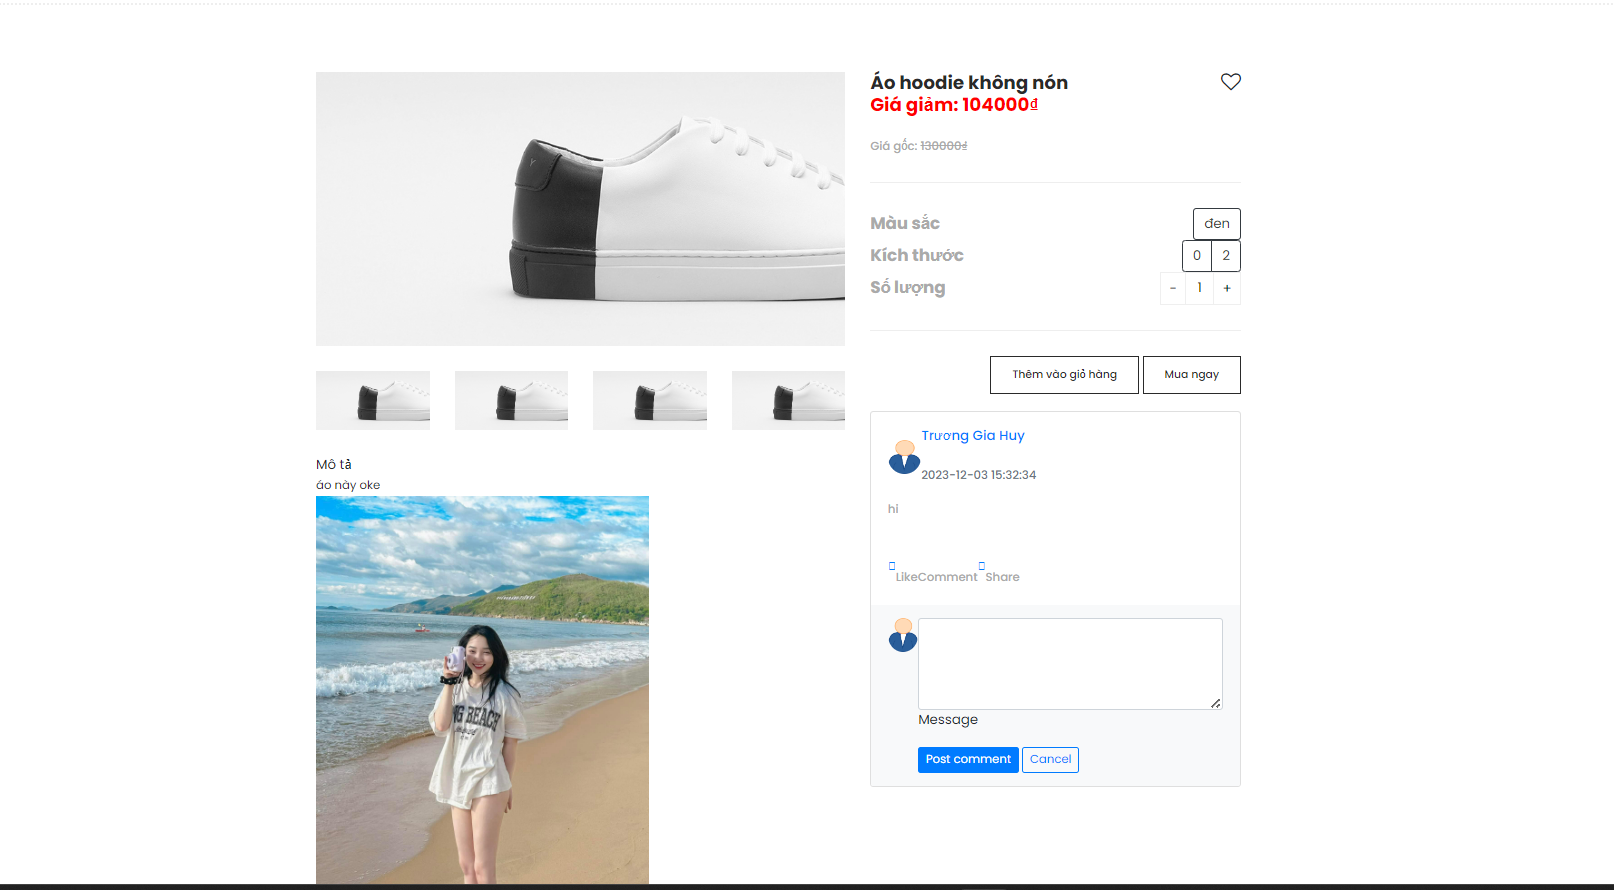 Áo hoodie không nón
Giá giảm: 104000₫
Giá gốc: 130000₫
Màu sắc
đen
Kích thước
0 2
Số lượng
- 1 +
Thêm vào giỏ hàng
Mua ngay
Trương Gia Huy
2023-12-03 15:32:34
hi
LikeComment Share
Message
Post comment Cancel
Y
Mô tả
áo này oke
NG BEACH